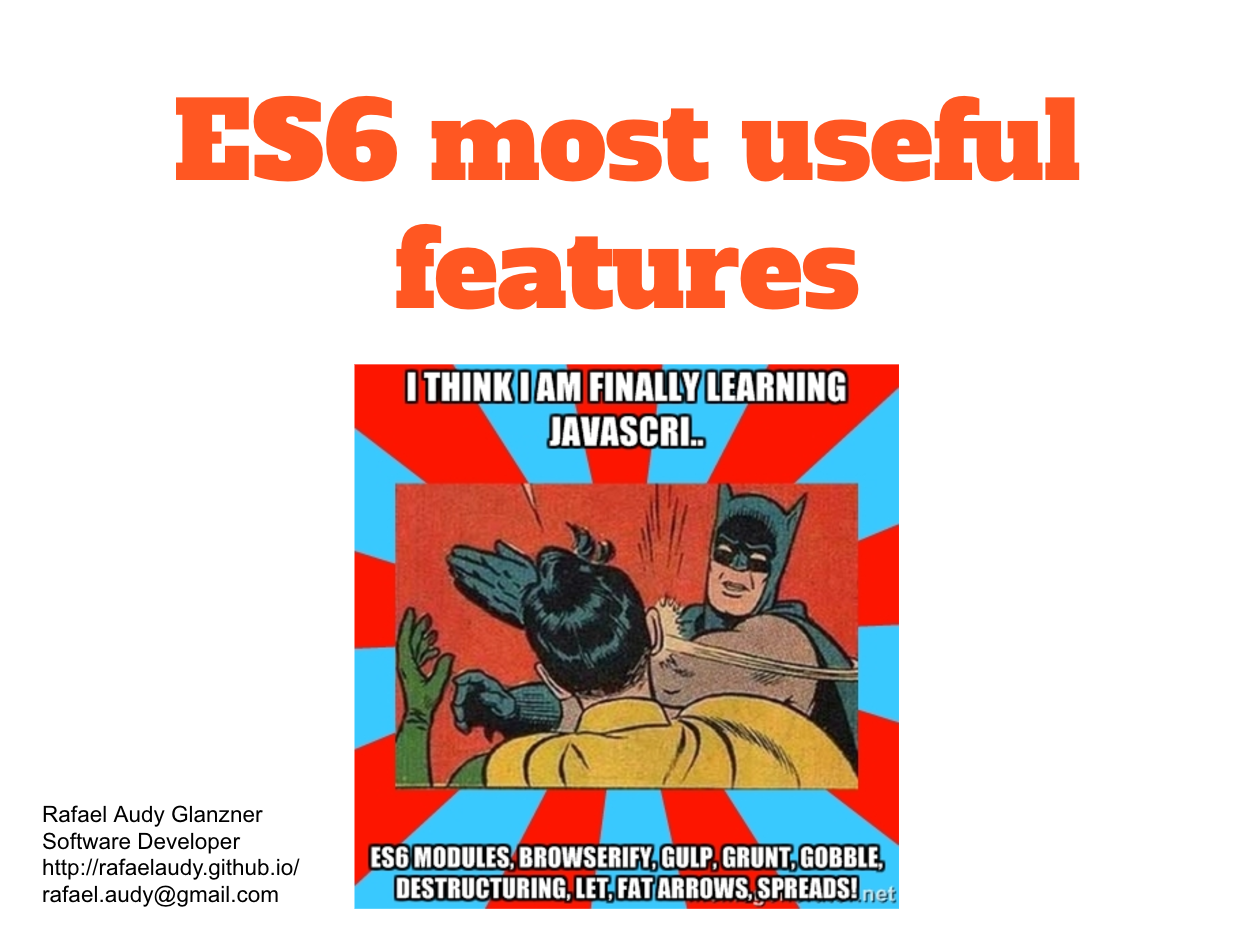 ES6 most useful
features
I THINK I AM FINALLY LEARNING
JAVASCRI..
Rafael Audy Glanzner
Software Developer
http://rafaelaudy.github.io/
rafael.audy@gmail.com
ES6 MODULES, BROWSERIFY, GULP, GRUNT, GOBBLE,
DESTRUCTURING, LET, FAT ARROWS, SPREADS!
.net